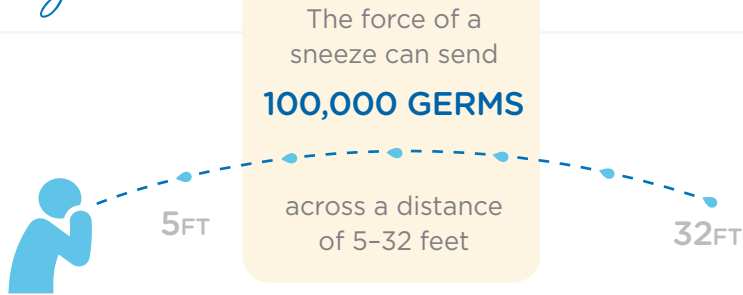 The force of a
sneeze can send
100,000 GERMS
5FT
across a distance
of 5–32 feet
32FT